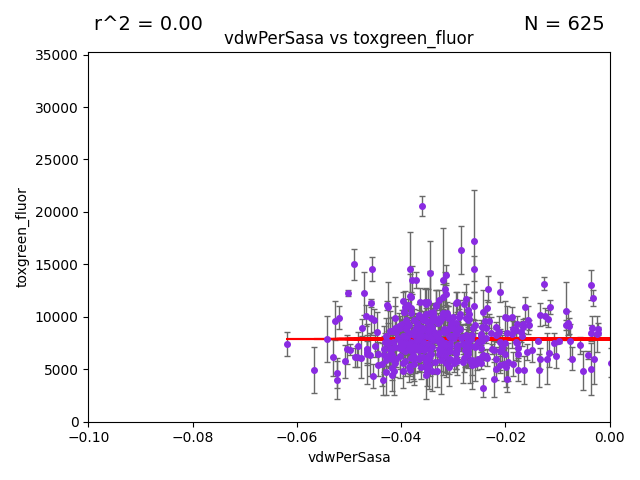 r^2 = 0.00
N = 625
vdwPerSasa vs toxgreen_fluor
35000
30000
25000
20000
15000
10000
5000
0
toxgreen_fluor
−0.10
−0.08
−0.06
−0.04
−0.02
0.00
vdwPerSasa